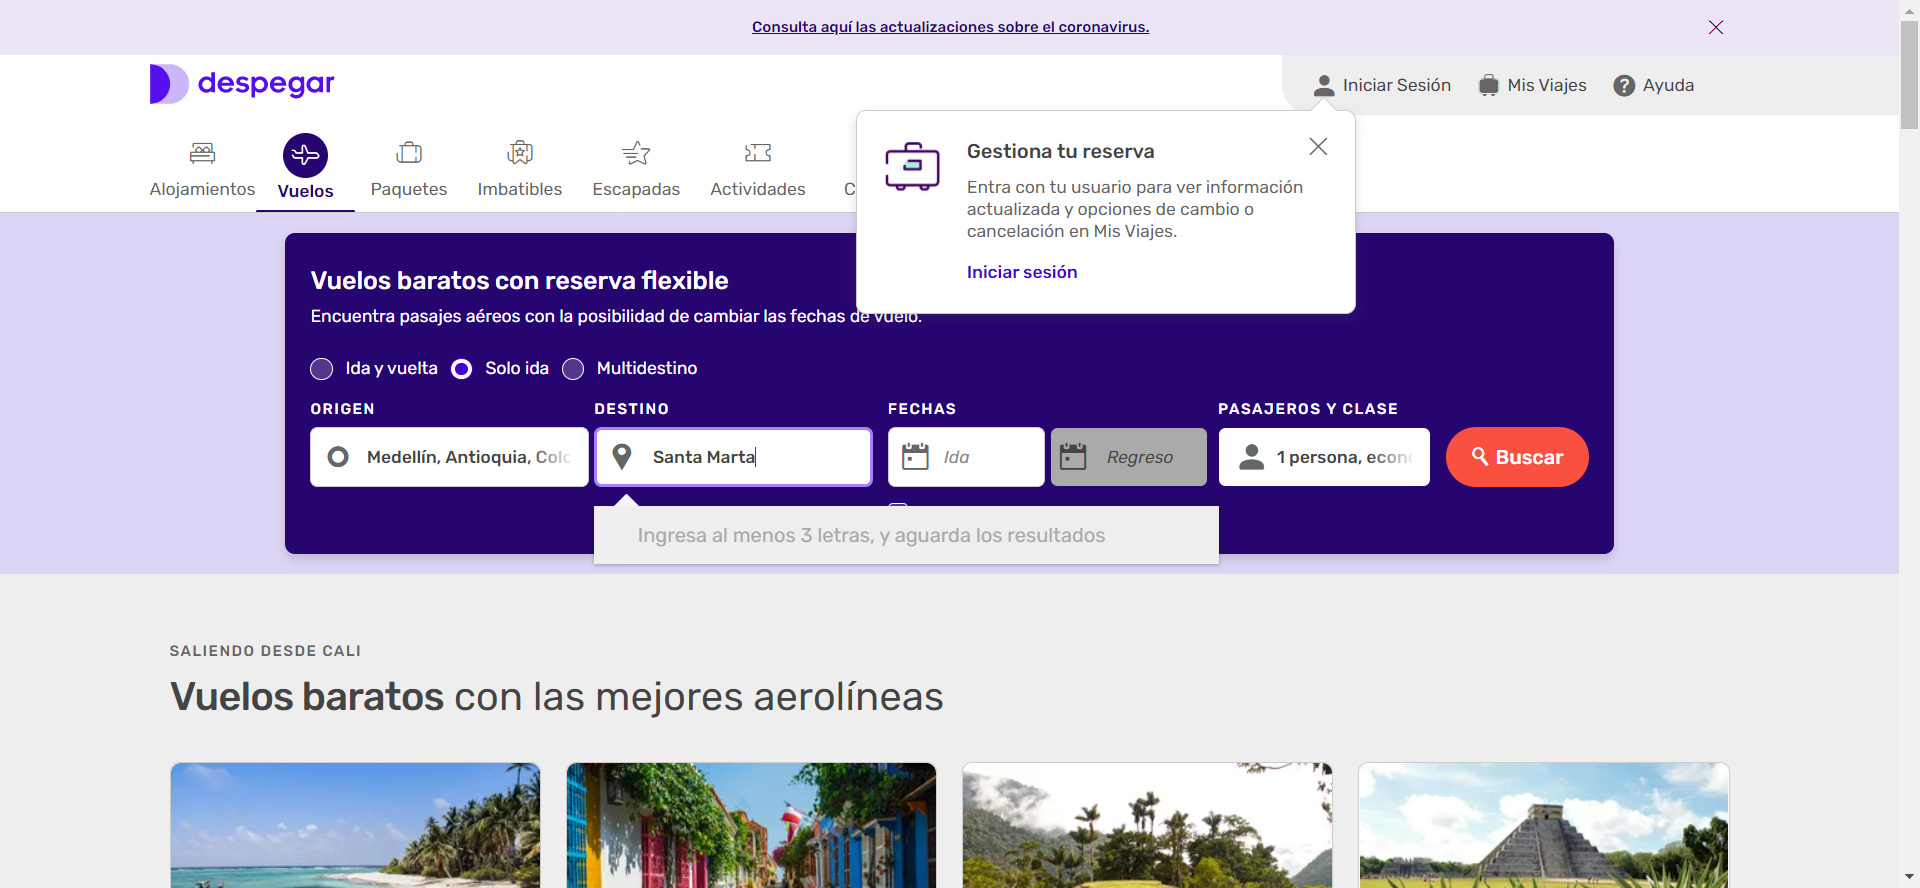 Consulta aquí las actualizaciones sobre el coronavirus.
despegar
Iniciar Sesión
Mis Viajes
Ayuda
Alojamientos
Vuelos
Paquetes
Imbatibles
Escapadas
Actividades
C
Gestiona tu reserva
Entra con tu usuario para ver información
actualizada y opciones de cambio o
cancelación en Mis Viajes.
Iniciar sesión
Vuelos baratos con reserva flexible
Encuentra pasajes aéreos con la posibilidad de cambiar las fechas de vuelo.
Ida y vuelta
Solo ida
Multidestino
ORIGEN
DESTINO
FECHAS
PASAJEROS Y CLASE
Medellín, Antioquia, Colo
Santa Marta
Ida
Regreso
1 persona, econ
Buscar
Ingresa al menos 3 letras, y aguarda los resultados
SALIENDO DESDE CALI
Vuelos baratos con las mejores aerolíneas